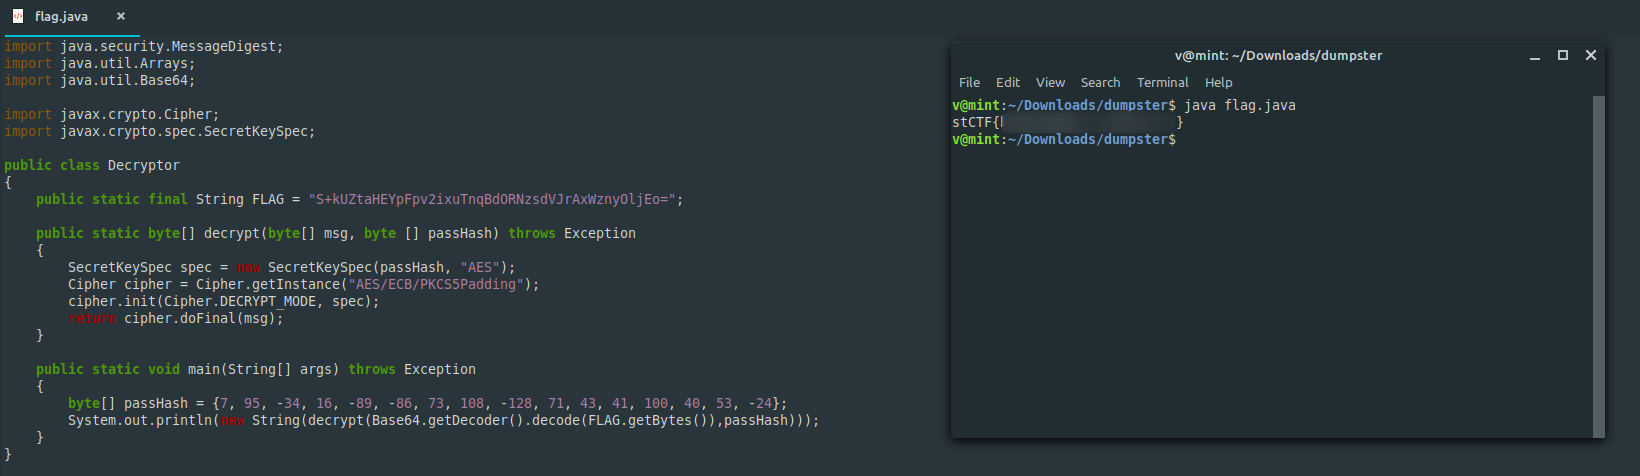 flag.java ×
import java.security.MessageDigest;
import java.util.Arrays;
import java.util.Base64;
import javax.crypto.Cipher;
import javax.crypto.spec.SecretKeySpec;
public class Decryptor
{
public static final String FLAG = "S+kUZtaHEYpFpv2ixuTnqBdORNzsdVJrAxWznyOljEo=";
public static byte[] decrypt(byte[] msg, byte [] passHash) throws Exception
{
SecretKeySpec spec = new SecretKeySpec(passHash, "AES");
Cipher cipher = Cipher.getInstance("AES/ECB/PKCS5Padding");
cipher.init(Cipher.DECRYPT_MODE, spec);
return cipher.doFinal(msg);
}
public static void main(String[] args) throws Exception
{
byte[] passHash = {7, 95, -34, 16, -89, -86, 73, 108, -128, 71, 43, 41, 100, 40, 53, -24};
System.out.println(new String(decrypt(Base64.getDecoder().decode(FLAG.getBytes()),passHash)));
}
}
v@mint: ~/Downloads/dumpster
File Edit View Search Terminal Help
v@mint:~/Downloads/dumpster$ java flag.java
stCTF{ }
v@mint:~/Downloads/dumpster$